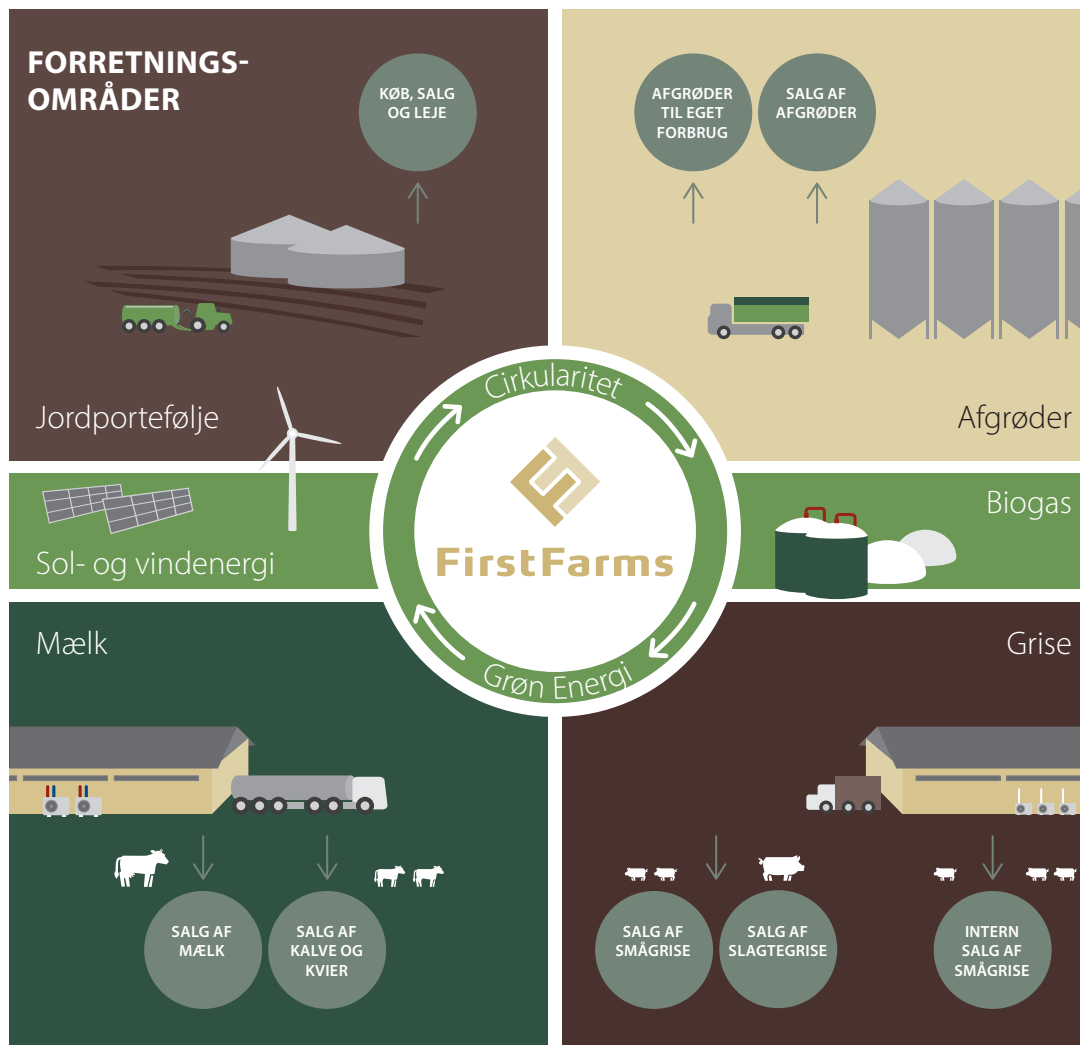 FORRETNINGS-
OMRÅDER
KØB, SALG
OG LEJE
Jordportefølje
AFGRØDER
TIL EGET
FORBRUG
SALG AF
AFGRØDER
Afgrøder
Cirkularitet
FirstFarms
Grøn Energi
Sol- og vindenergi
Biogas
Mælk
SALG AF
MÆLK
SALG AF
KALVE OG
KVIER
Grise
SALG AF
SMÅGRISE
SALG AF
SLAGTEGRISE
INTERN
SALG AF
SMÅGRISE